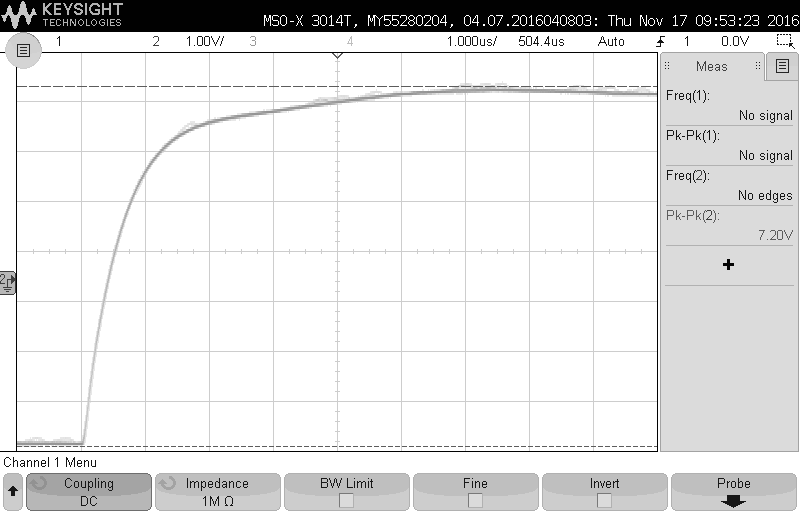 KEYSIGHT
TECHNOLOGIES
MSO-X 3014T, MY55280204, 04.07.2016040803: Thu Nov 17 09:53:23 2016
1 2 1.00V/ 3 4 1.000us/ 504.4us Auto 1 0.0V
Meas
Freq(1):
No signal
Pk-Pk(1):
No signal
Freq(2):
No edges
Pk-Pk(2):
7.20V
+
2
Channel 1 Menu
Coupling
DC
Impedance
1M Ω
BW Limit
Fine
Invert
Probe